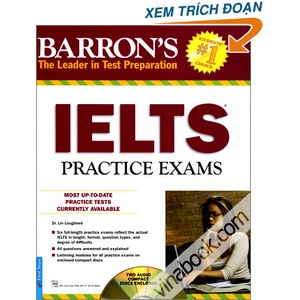 XEM TRÍCH ĐOẠN
BARRON'S
The Leader in Test Preparation
#1
IELTS
PRACTICE EXAMS
MOST UP-TO-DATE
PRACTICE TESTS
CURRENTLY AVAILABLE
Dr. Lin Lougheed
Six full-length practice exams reflect the actual
IELTS in length, format, question types, and
degree of difficulty
All questions answered and explained
Listening modules for all practice exams on
enclosed compact discs
TWO AUDIO
COMPACT
DISCS ENCLOSED
First News
vinabook.com